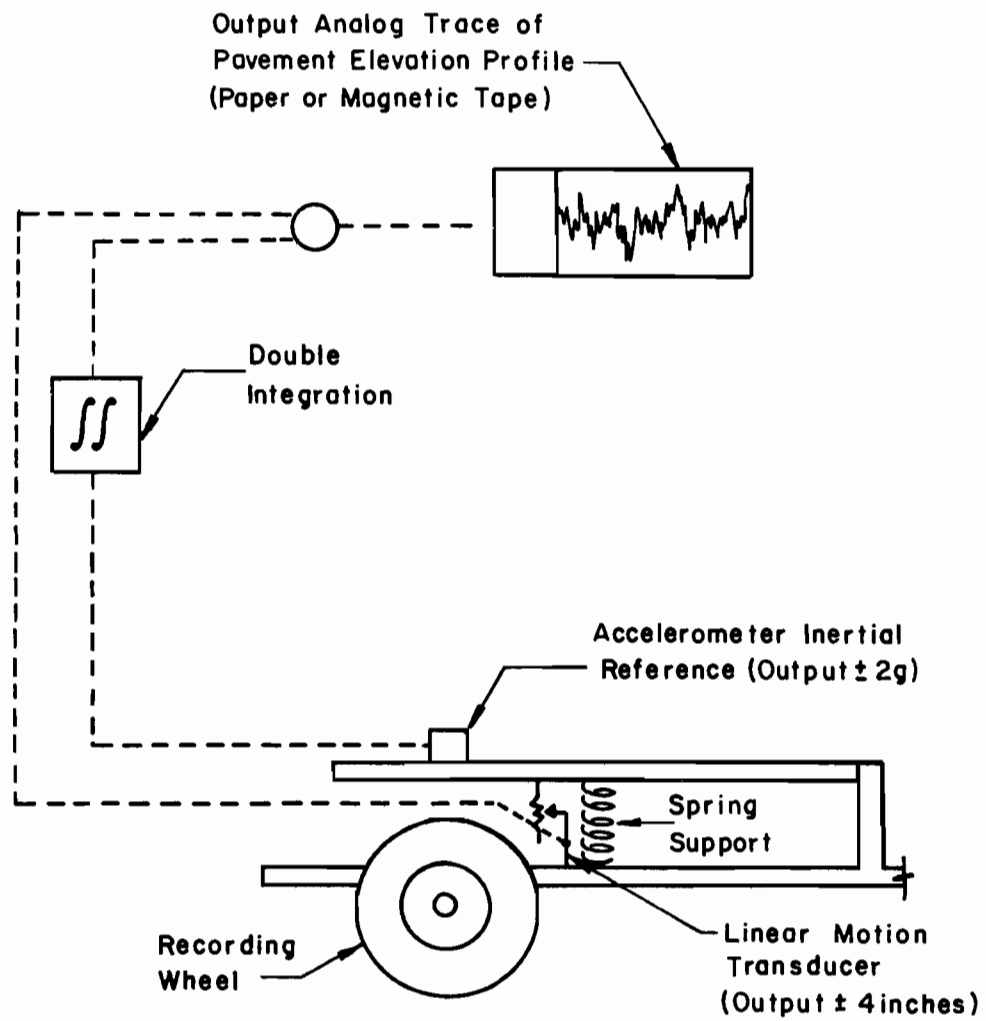 Output Analog Trace of
Pavement Elevation Profile
(Paper or Magnetic Tape)
Double
Integration
∫∫
Accelerometer Inertial
Reference (Output ± 2g)
Spring
Support
Recording
Wheel
Linear Motion
Transducer
(Output ± 4 inches)